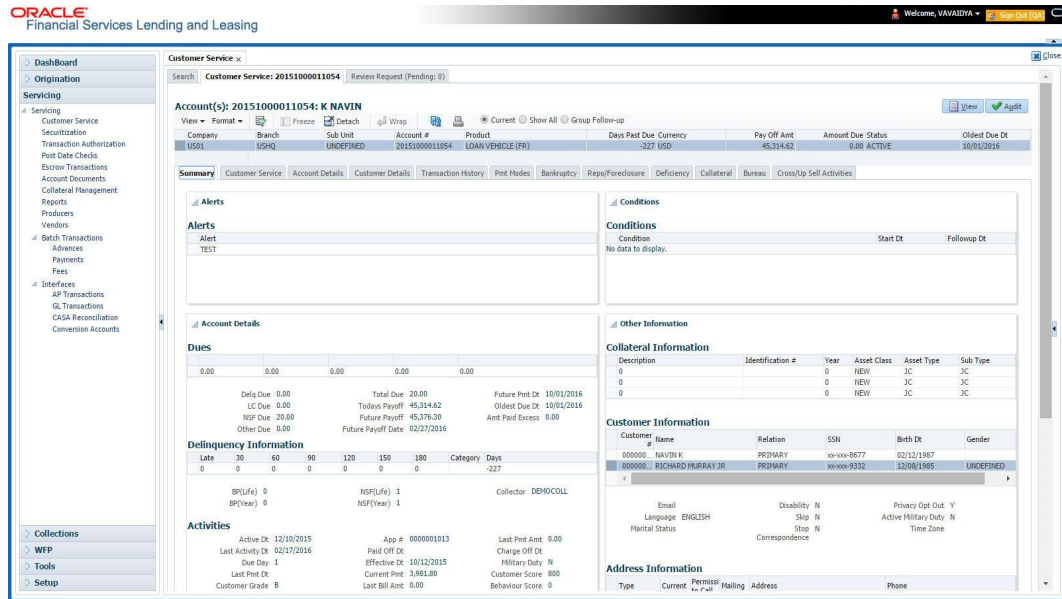 ORACLE
Financial Services Lending and Leasing
Welcome, VAVAIDYA
Sign Out [QA
Close
DashBoard
Origination
Servicing
Servicing
Customer Service
Securitization
Transaction Authorization
Post Date Checks
Escrow Transactions
Account Documents
Collateral Management
Reports
Producers
Vendors
Batch Transactions
Advances
Payments
Fees
Interfaces
AP Transactions
GL Transactions
CASA Reconciliation
Conversion Accounts
Collections
WFP
Tools
Setup
Customer Service x
Search Customer Service: 20151000011054 Review Request (Pending: 0)
Account(s): 20151000011054: K NAVIN
View Audit
View Format Freeze Detach Wrap Current Show All Group Follow-up
Company Branch Sub Unit Account # Product Days Past Due Currency Pay Off Amt Amount Due Status Oldest Due Dt
US01 USHQ UNDEFINED 20151000011054 LOAN VEHICLE (FR) -227 USD 45,314.62 0.00 ACTIVE 10/01/2016
Summary Customer Service Account Details Customer Details Transaction History Pmt Modes Bankruptcy Repo/Foreclosure Deficiency Collateral Bureau Cross/Up Sell Activities
Alerts
Alerts
Alert
TEST
Conditions
Conditions
Condition Start Dt Followup Dt
No data to display.
Account Details
Dues
0.00 0.00 0.00 0.00 0.00
Delq Due 0.00 Total Due 20.00 Future Pmt Dt 10/01/2016
LC Due 0.00 Todays Payoff 45,314.62 Oldest Due Dt 10/01/2016
NSF Due 20.00 Future Payoff 45,376.30 Amt Paid Excess 0.00
Other Due 0.00 Future Payoff Date 02/27/2016
Delinquency Information
Late 30 60 90 120 150 180 Category Days
0 0 0 0 0 0 0 -227
BP(Life) 0 NSF(Life) 1 Collector DEMOCOLL
BP(Year) 0 NSF(Year) 1
Activities
Active Dt 12/10/2015 App # 0000001013 Last Pmt Amt 0.00
Last Activity Dt 02/17/2016 Paid Off Dt Charge Off Dt
Due Day 1 Effective Dt 10/12/2015 Military Duty N
Last Pmt Dt Current Pmt 3,981.80 Customer Score 800
Customer Grade B Last Bill Amt 0.00 Behaviour Score 0
Other Information
Collateral Information
Description Identification # Year Asset Class Asset Type Sub Type
0 0 NEW JC JC
0 0 NEW JC JC
0 0 NEW JC JC
Customer Information
Customer # Name Relation SSN Birth Dt Gender
000000... NAVIN K PRIMARY xx-xxx-8677 02/12/1987
000000... RICHARD MURRAY JR PRIMARY xx-xxx-9332 12/08/1985 UNDEFINED
Email Disability N Privacy Opt Out Y
Language ENGLISH Skip N Active Military Duty N
Marital Status Stop Correspondence N Time Zone
Address Information
Type Current Permissi to Call Mailing Address Phone